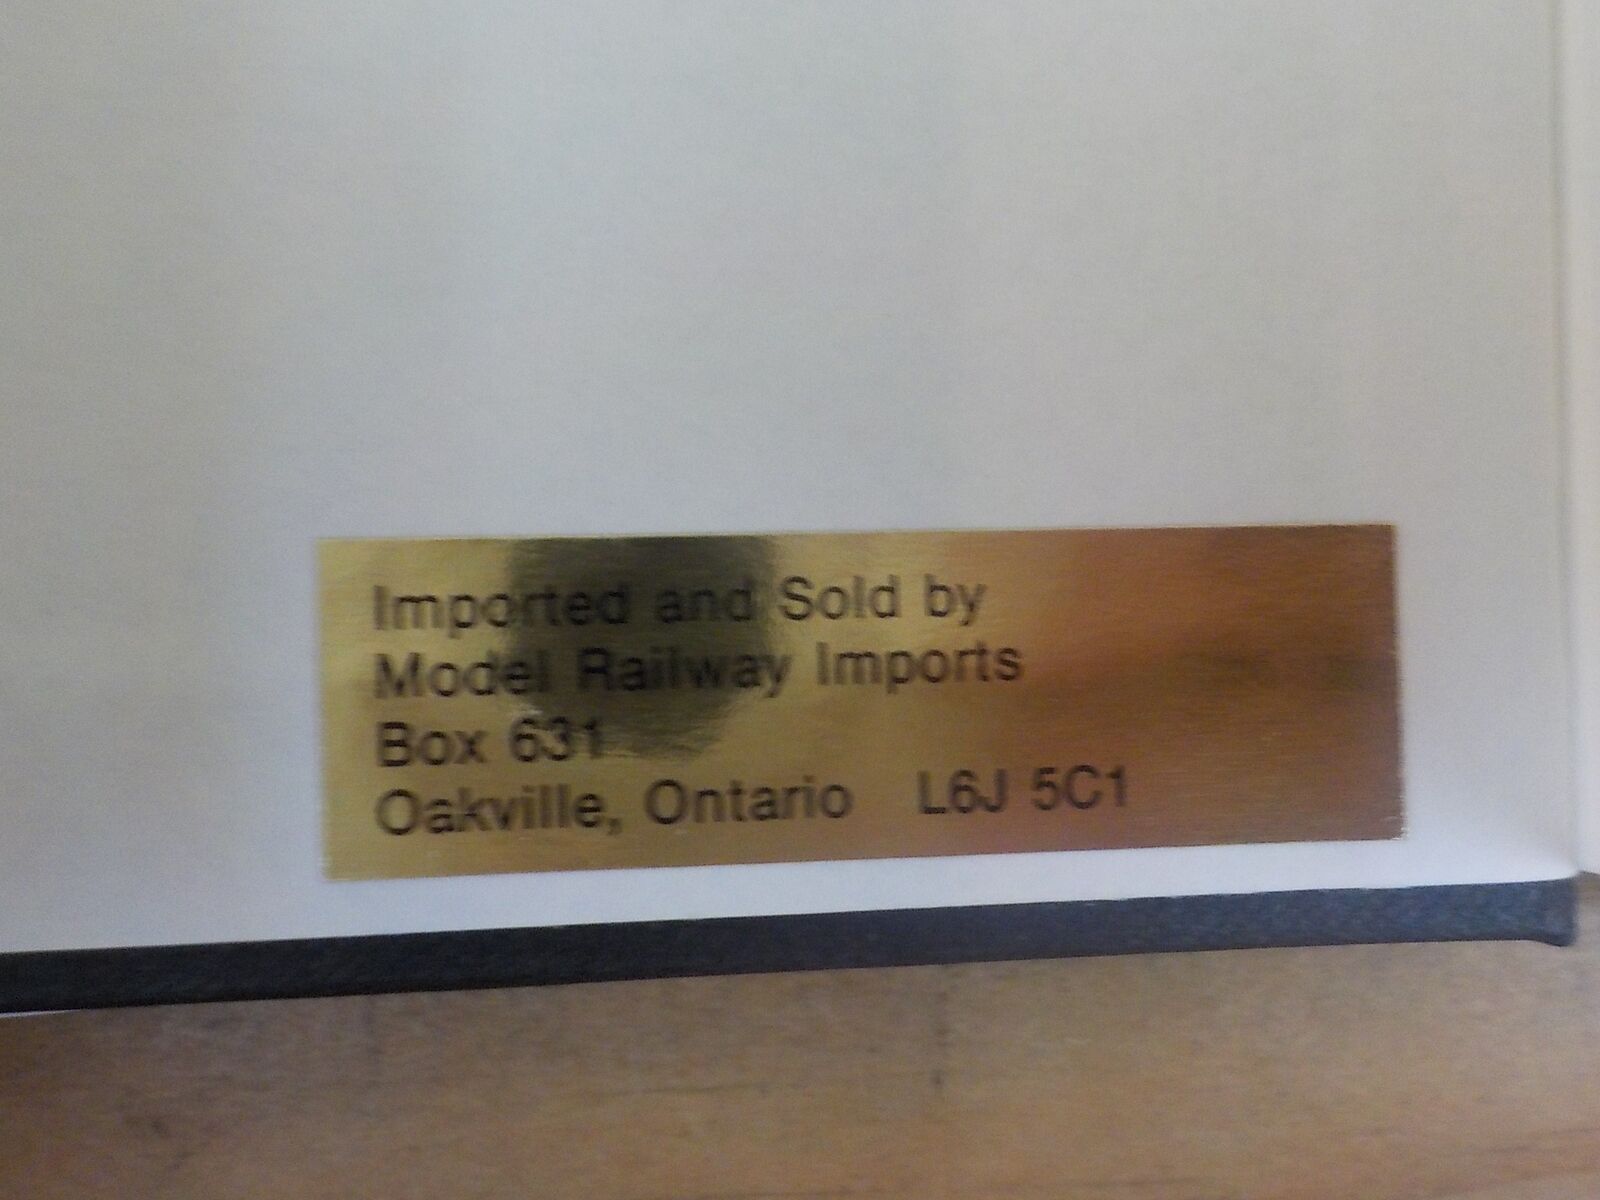 Imported and Sold by
Model Railway Imports
Box 631
Oakville, Ontario L6J 5C1